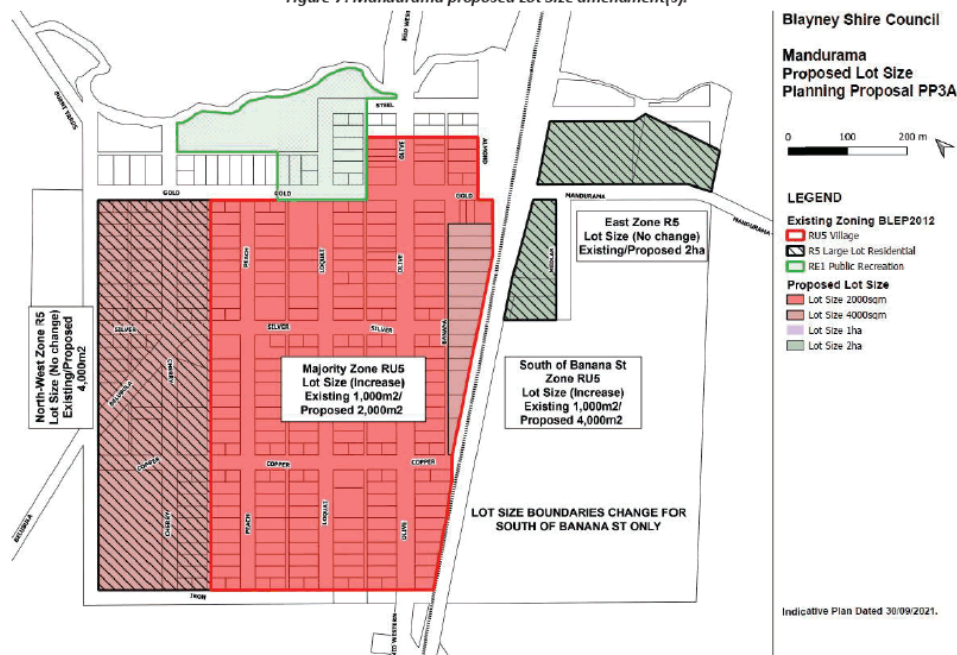 Figure 7: Mandurama proposed Lot Size amendament(s).
Blayney Shire Council
Mandurama
Proposed Lot Size
Planning Proposal PP3A
0 100 200 m
LEGEND
Existing Zoning BLEP2012
RU5 Village
R5 Large Lot Residential
RE1 Public Recreation
Proposed Lot Size
Lot Size 2000sqm
Lot Size 4000sqm
Lot Size 1ha
Lot Size 2ha
BURNT YARDS
STEEL
OLIVE
ALMOND
GOLD
GOLD
GOLD
MANDURAMA
MANDURAMA
East Zone R5
Lot Size (No change)
Existing/Proposed 2ha
PEACH
LOQUAT
OLIVE
MEDLAR
North-West Zone R5
Lot Size (No change)
Existing/Proposed
4,000m2
SILVER
SILVER
SILVER
BANANA
CHERRY
BELUBULA
Majority Zone RU5
Lot Size (Increase)
Existing 1,000m2/
Proposed 2,000m2
South of Banana St
Zone RU5
Lot Size (Increase)
Existing 1,000m2/
Proposed 4,000m2
COPPER
COPPER
COPPER
CHERRY
PEACH
LOQUAT
OLIVE
BELUBULA
LOT SIZE BOUNDARIES CHANGE FOR
SOUTH OF BANANA ST ONLY
IRON
Indicative Plan Dated 30/09/2021.